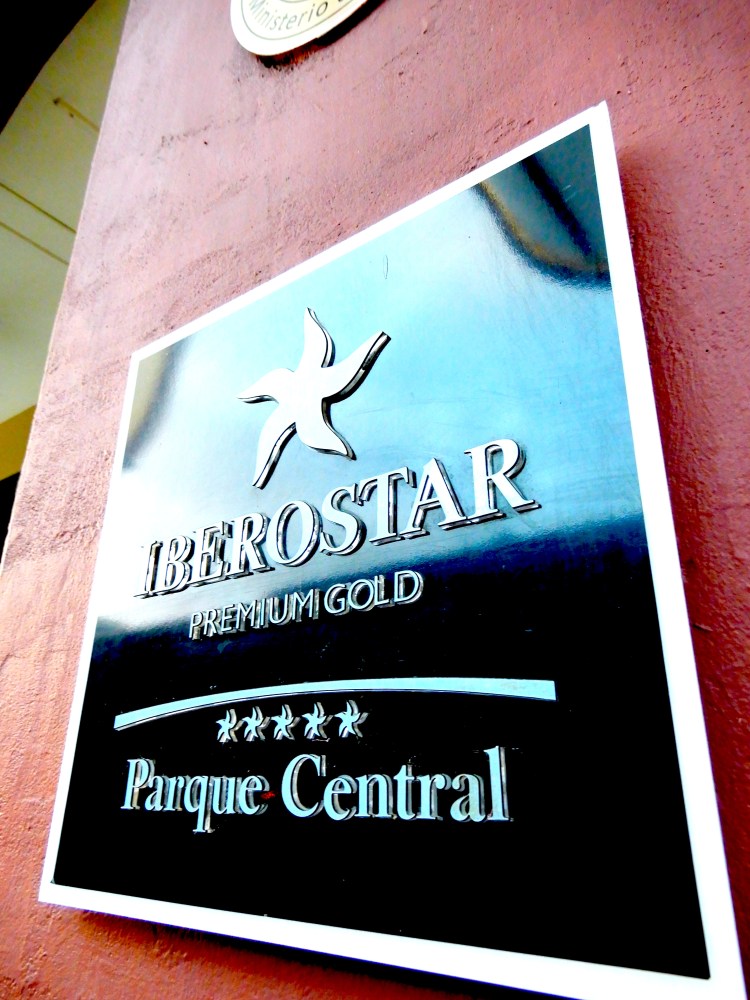 Ministerio
IBEROSTAR
PREMIUM GOLD
Parque Central